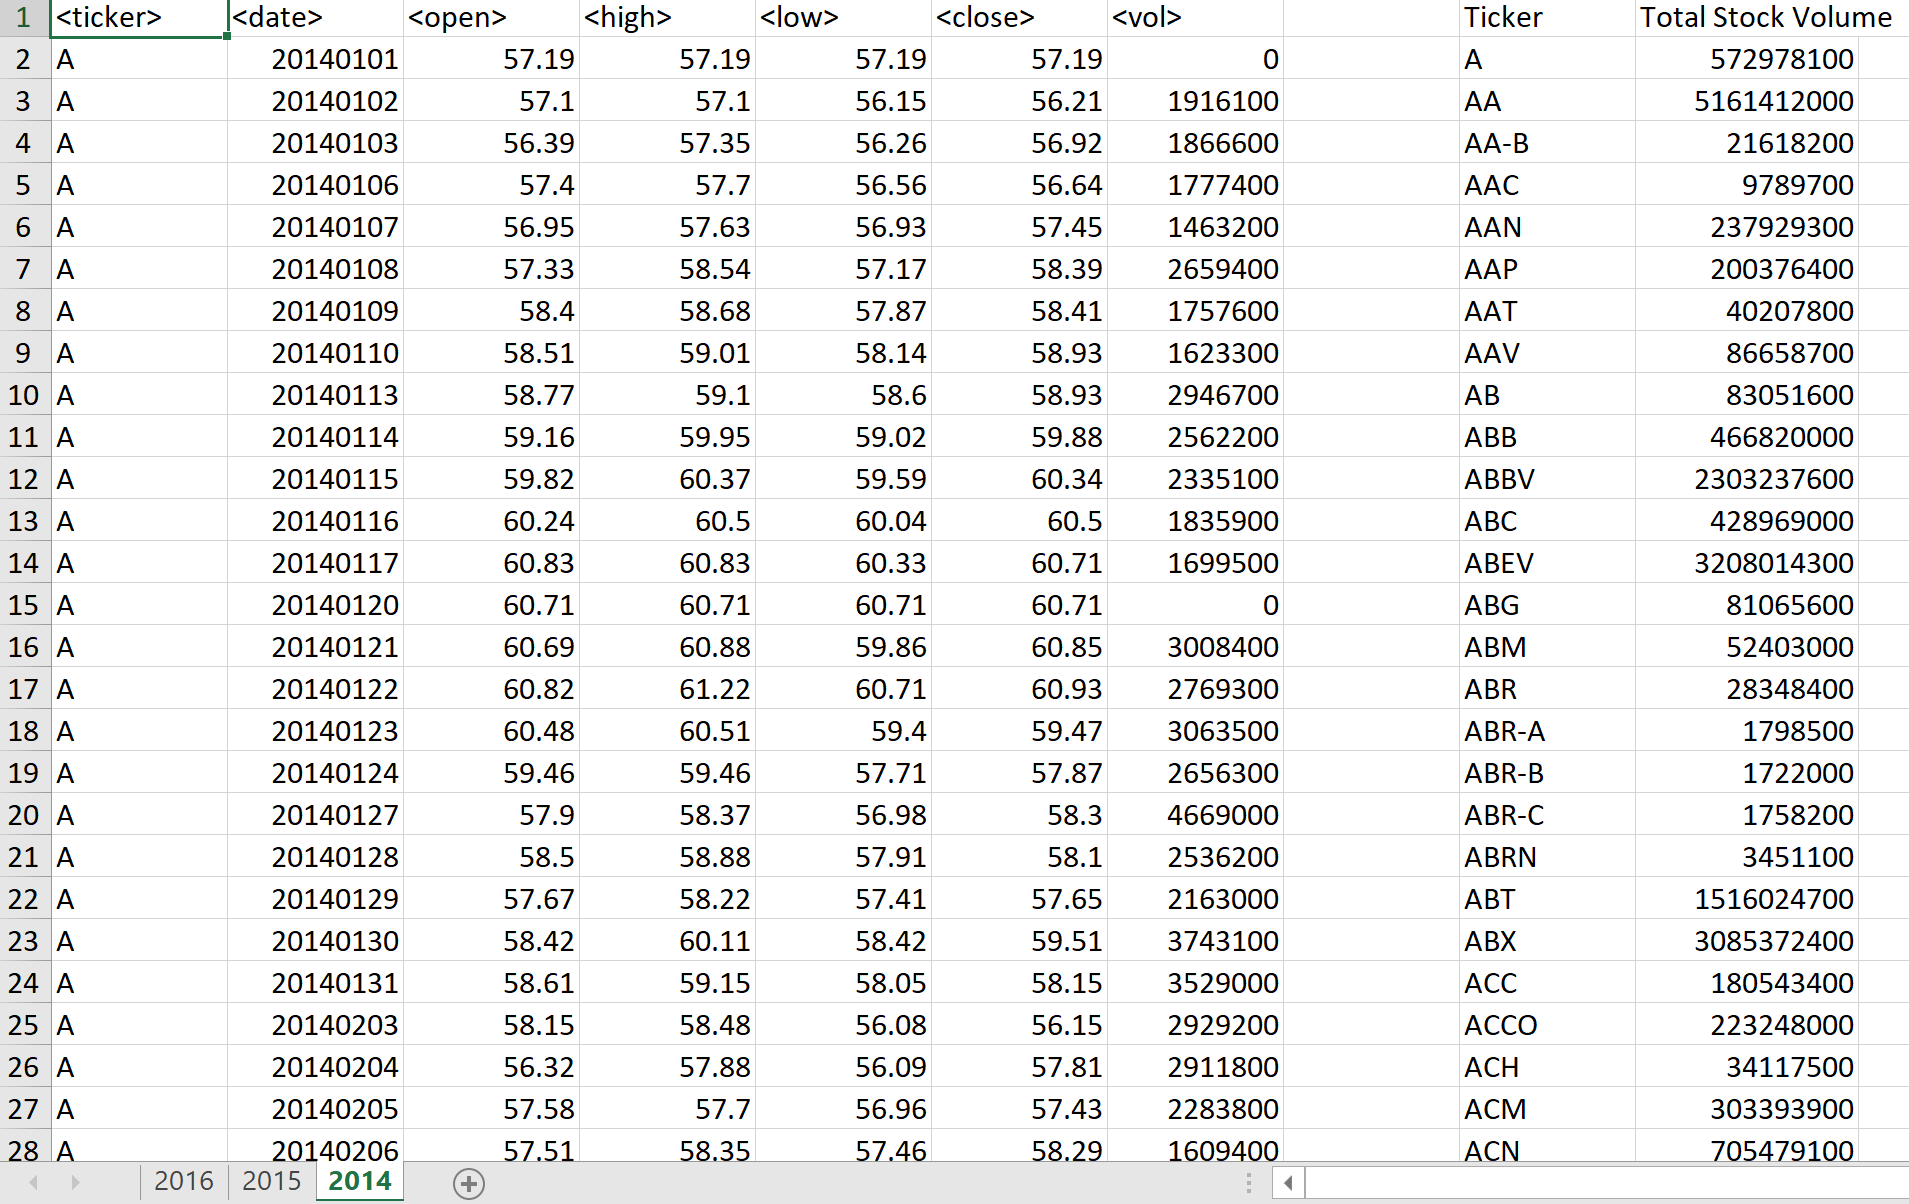 1 <ticker> <date> <open> <high> <low> <close> <vol> Ticker Total Stock Volume
2 A 20140101 57.19 57.19 57.19 57.19 0 A 572978100
3 A 20140102 57.1 57.1 56.15 56.21 1916100 AA 5161412000
4 A 20140103 56.39 57.35 56.26 56.92 1866600 AA-B 21618200
5 A 20140106 57.4 57.7 56.56 56.64 1777400 AAC 9789700
6 A 20140107 56.95 57.63 56.93 57.45 1463200 AAN 237929300
7 A 20140108 57.33 58.54 57.17 58.39 2659400 AAP 200376400
8 A 20140109 58.4 58.68 57.87 58.41 1757600 AAT 40207800
9 A 20140110 58.51 59.01 58.14 58.93 1623300 AAV 86658700
10 A 20140113 58.77 59.1 58.6 58.93 2946700 AB 83051600
11 A 20140114 59.16 59.95 59.02 59.88 2562200 ABB 466820000
12 A 20140115 59.82 60.37 59.59 60.34 2335100 ABBV 2303237600
13 A 20140116 60.24 60.5 60.04 60.5 1835900 ABC 428969000
14 A 20140117 60.83 60.83 60.33 60.71 1699500 ABEV 3208014300
15 A 20140120 60.71 60.71 60.71 60.71 0 ABG 81065600
16 A 20140121 60.69 60.88 59.86 60.85 3008400 ABM 52403000
17 A 20140122 60.82 61.22 60.71 60.93 2769300 ABR 28348400
18 A 20140123 60.48 60.51 59.4 59.47 3063500 ABR-A 1798500
19 A 20140124 59.46 59.46 57.71 57.87 2656300 ABR-B 1722000
20 A 20140127 57.9 58.37 56.98 58.3 4669000 ABR-C 1758200
21 A 20140128 58.5 58.88 57.91 58.1 2536200 ABRN 3451100
22 A 20140129 57.67 58.22 57.41 57.65 2163000 ABT 1516024700
23 A 20140130 58.42 60.11 58.42 59.51 3743100 ABX 3085372400
24 A 20140131 58.61 59.15 58.05 58.15 3529000 ACC 180543400
25 A 20140203 58.15 58.48 56.08 56.15 2929200 ACCO 223248000
26 A 20140204 56.32 57.88 56.09 57.81 2911800 ACH 34117500
27 A 20140205 57.58 57.7 56.96 57.43 2283800 ACM 303393900
28 A 20140206 57.51 58.35 57.46 58.29 1609400 ACN 705479100
2016 2015 2014